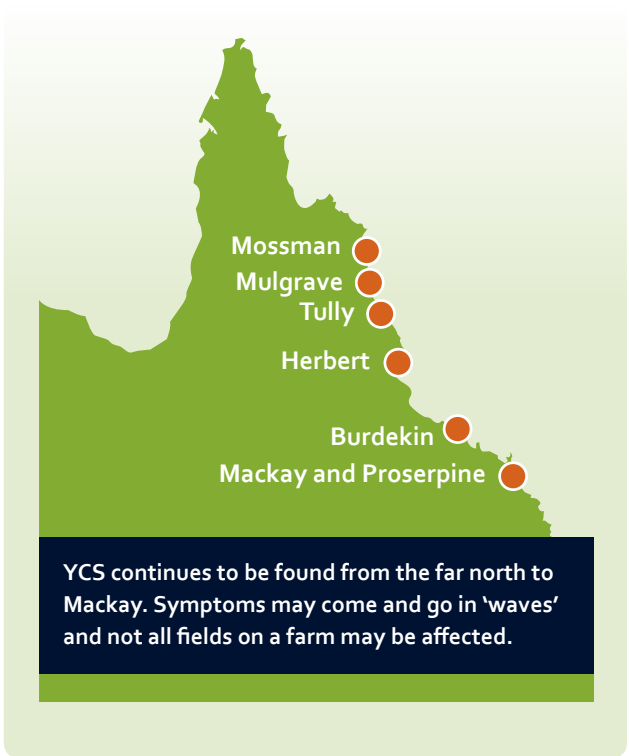 Mossman
Mulgrave
Tully
Herbert
Burdekin
Mackay and Proserpine
YCS continues to be found from the far north to
Mackay. Symptoms may come and go in ‘waves’
and not all fields on a farm may be affected.